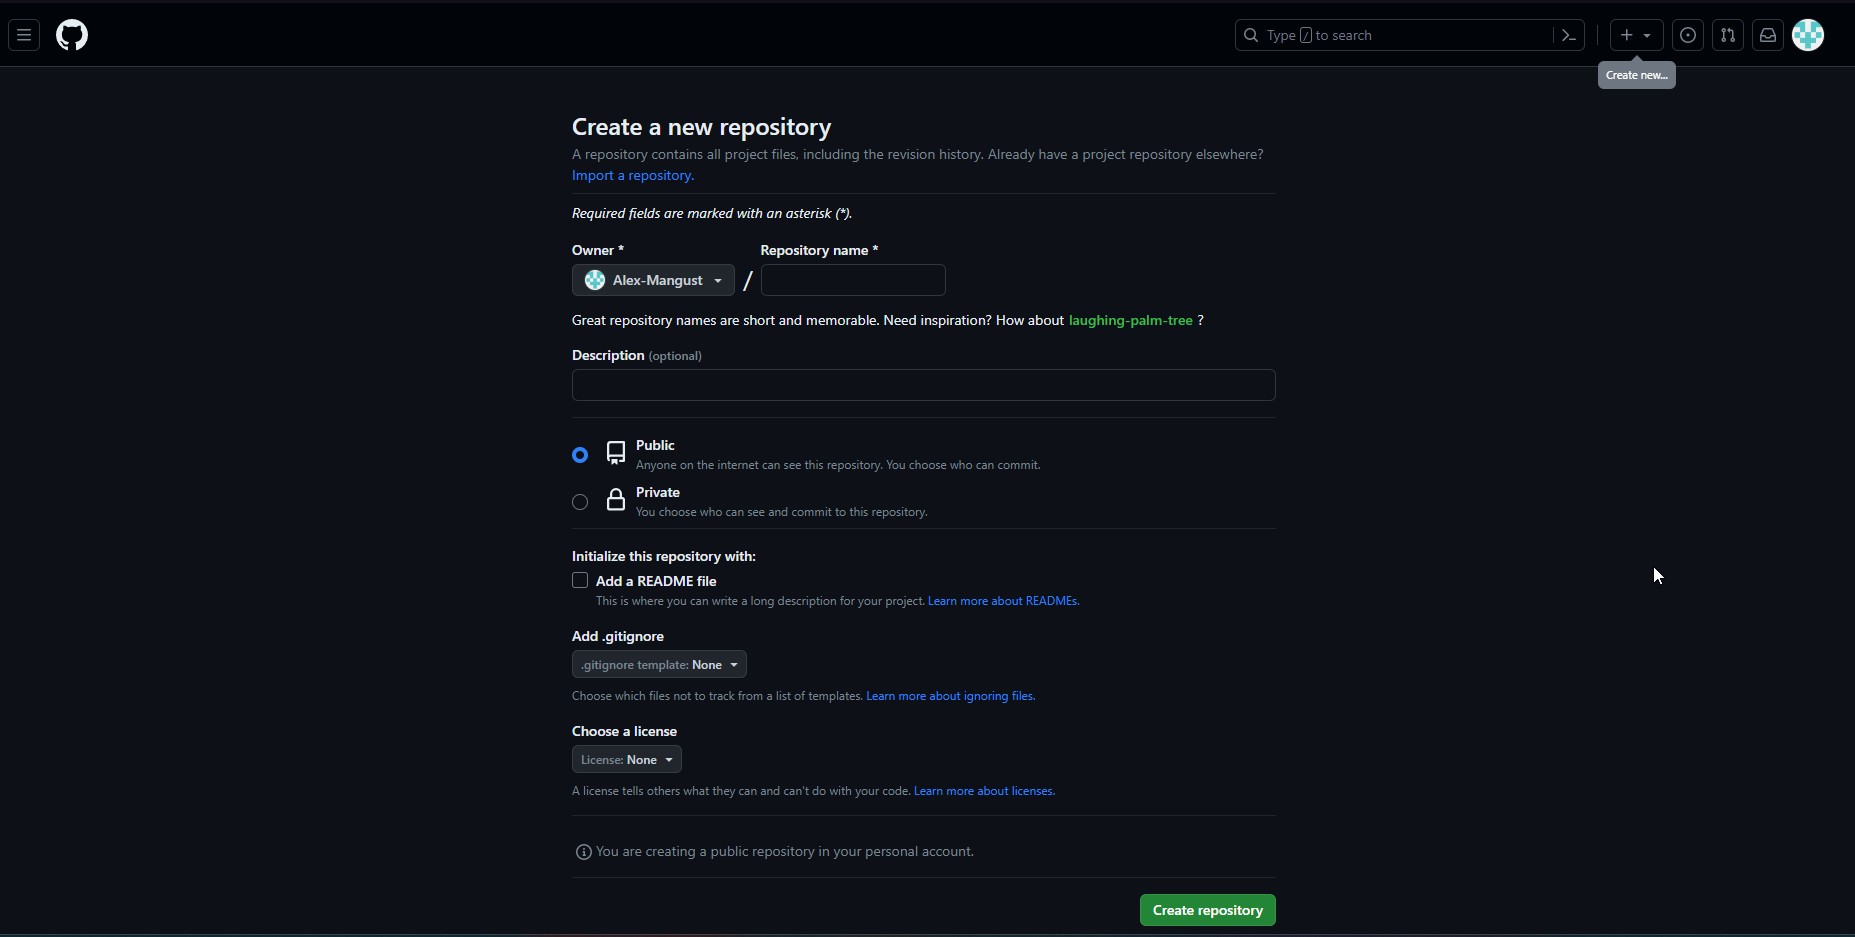 Type / to search
Create new...
Create a new repository
A repository contains all project files, including the revision history. Already have a project repository elsewhere?
Import a repository.
Required fields are marked with an asterisk (*).
Owner *
Repository name *
Alex-Mangust
/
Great repository names are short and memorable. Need inspiration? How about laughing-palm-tree ?
Description (optional)
Public
Anyone on the internet can see this repository. You choose who can commit.
Private
You choose who can see and commit to this repository.
Initialize this repository with:
Add a README file
This is where you can write a long description for your project. Learn more about READMEs.
Add .gitignore
.gitignore template: None
Choose which files not to track from a list of templates. Learn more about ignoring files.
Choose a license
License: None
A license tells others what they can and can't do with your code. Learn more about licenses.
You are creating a public repository in your personal account.
Create repository